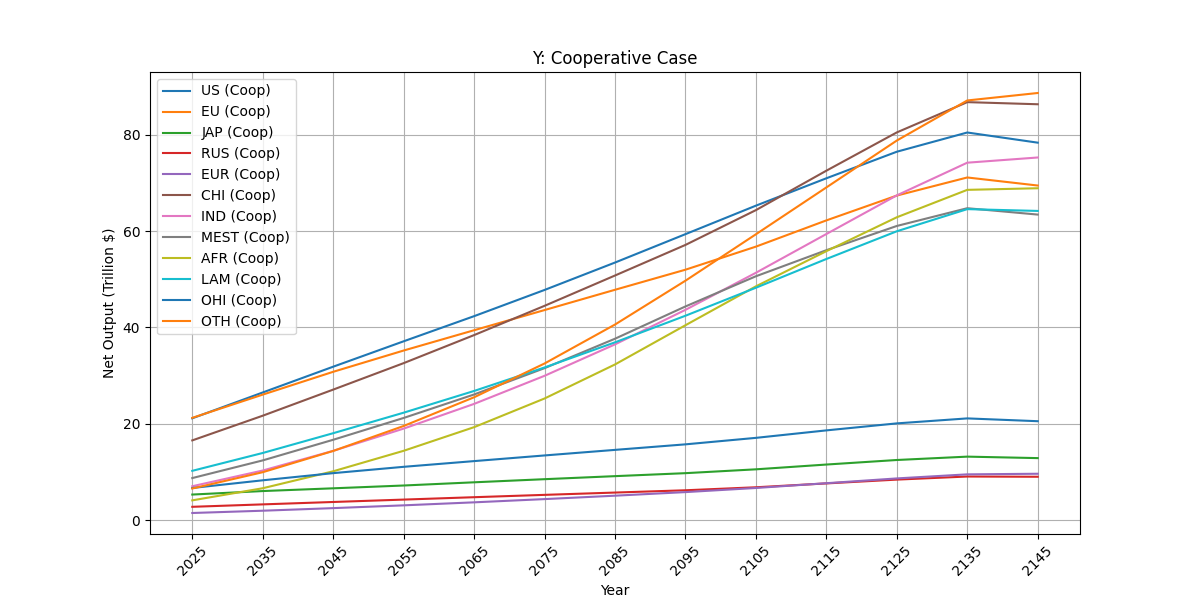 Y: Cooperative Case
US (Coop)
EU (Coop)
JAP (Coop)
RUS (Coop)
EUR (Coop)
CHI (Coop)
IND (Coop)
MEST (Coop)
AFR (Coop)
LAM (Coop)
OHI (Coop)
OTH (Coop)
Net Output (Trillion $)
80
60
40
20
0
2025 2035 2045 2055 2065 2075 2085 2095 2105 2115 2125 2135 2145
Year